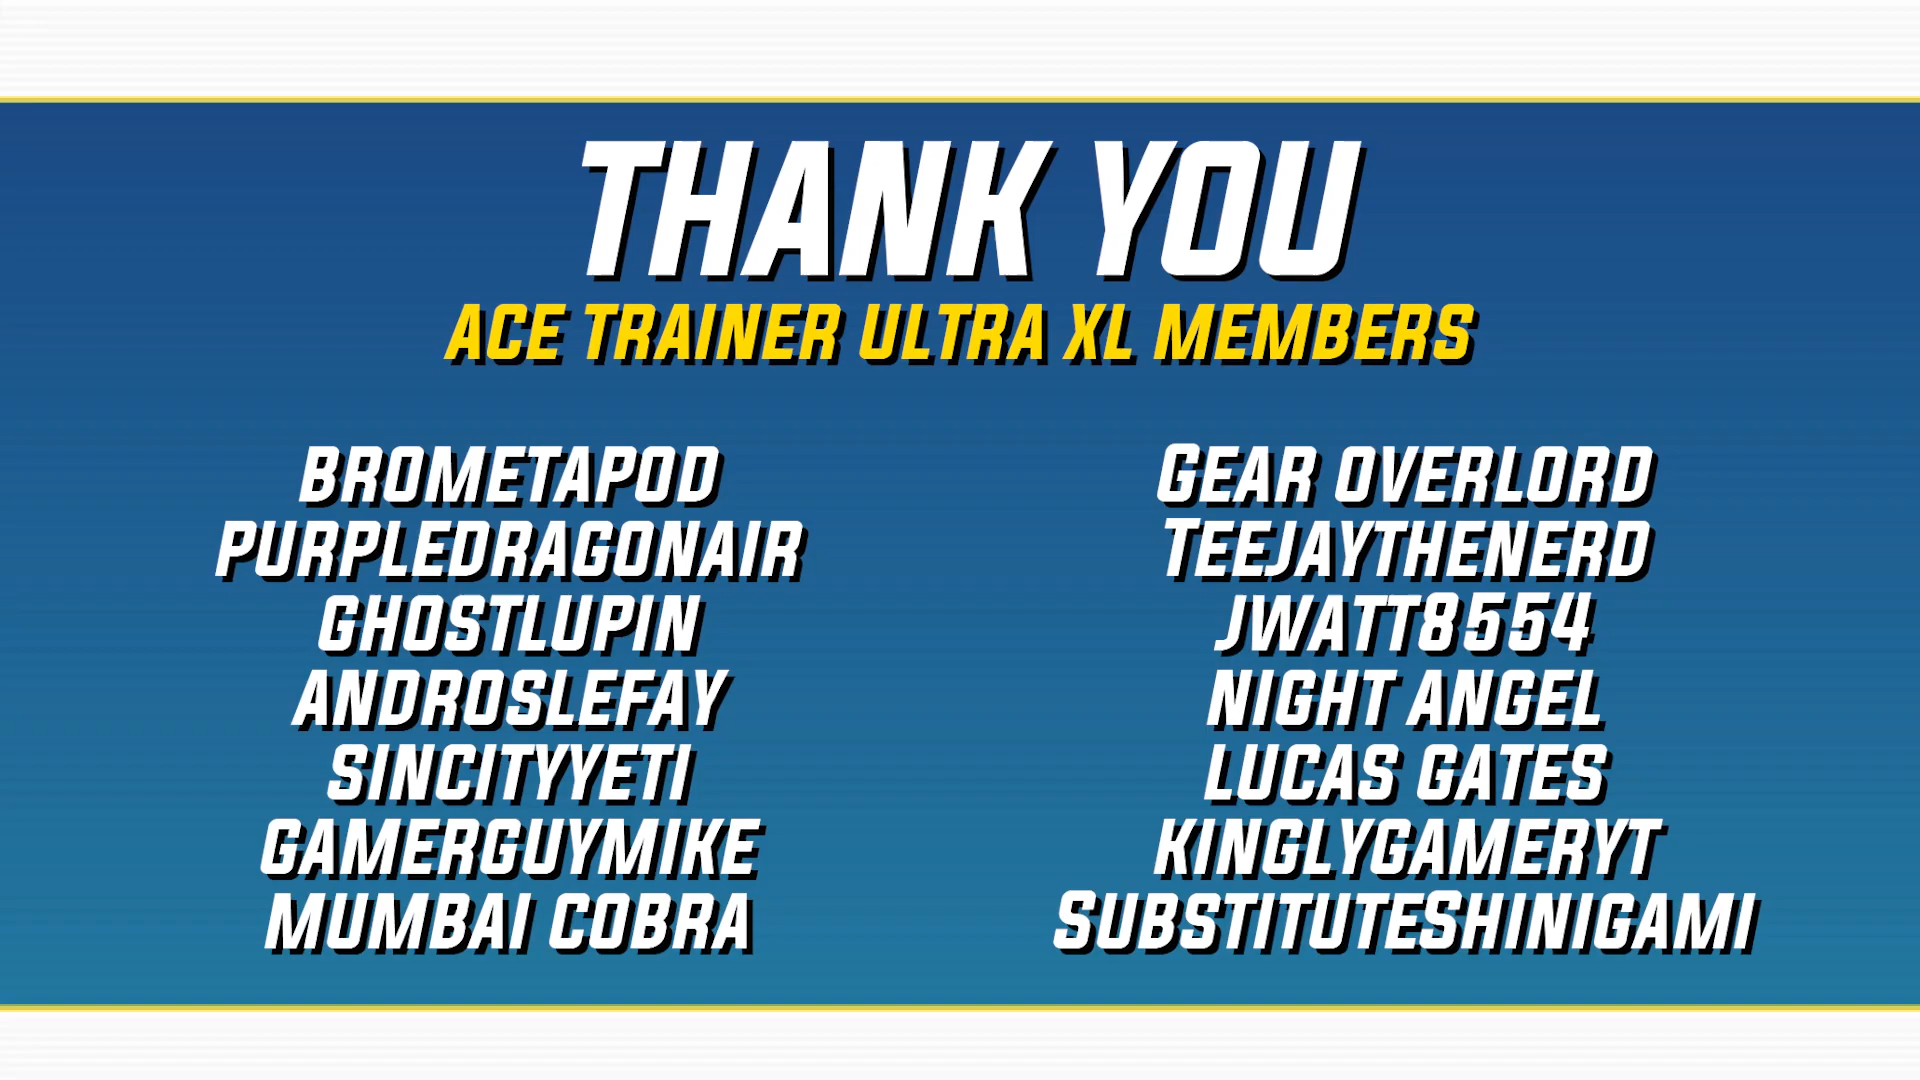 THANK YOU
ACE TRAINER ULTRA XL MEMBERS
BROMETAPOD
PURPLEDRAGONAIR
GHOSTLUPIN
ANDROSLEFAY
SINCITYYETI
GAMERGUYMIKE
MUMBAI COBRA
GEAR OVERLORD
TEEJAYTHENERD
JWATT8554
NIGHT ANGEL
LUCAS GATES
KINGLYGAMERYT
SUBSTITUTESHINIGAMI